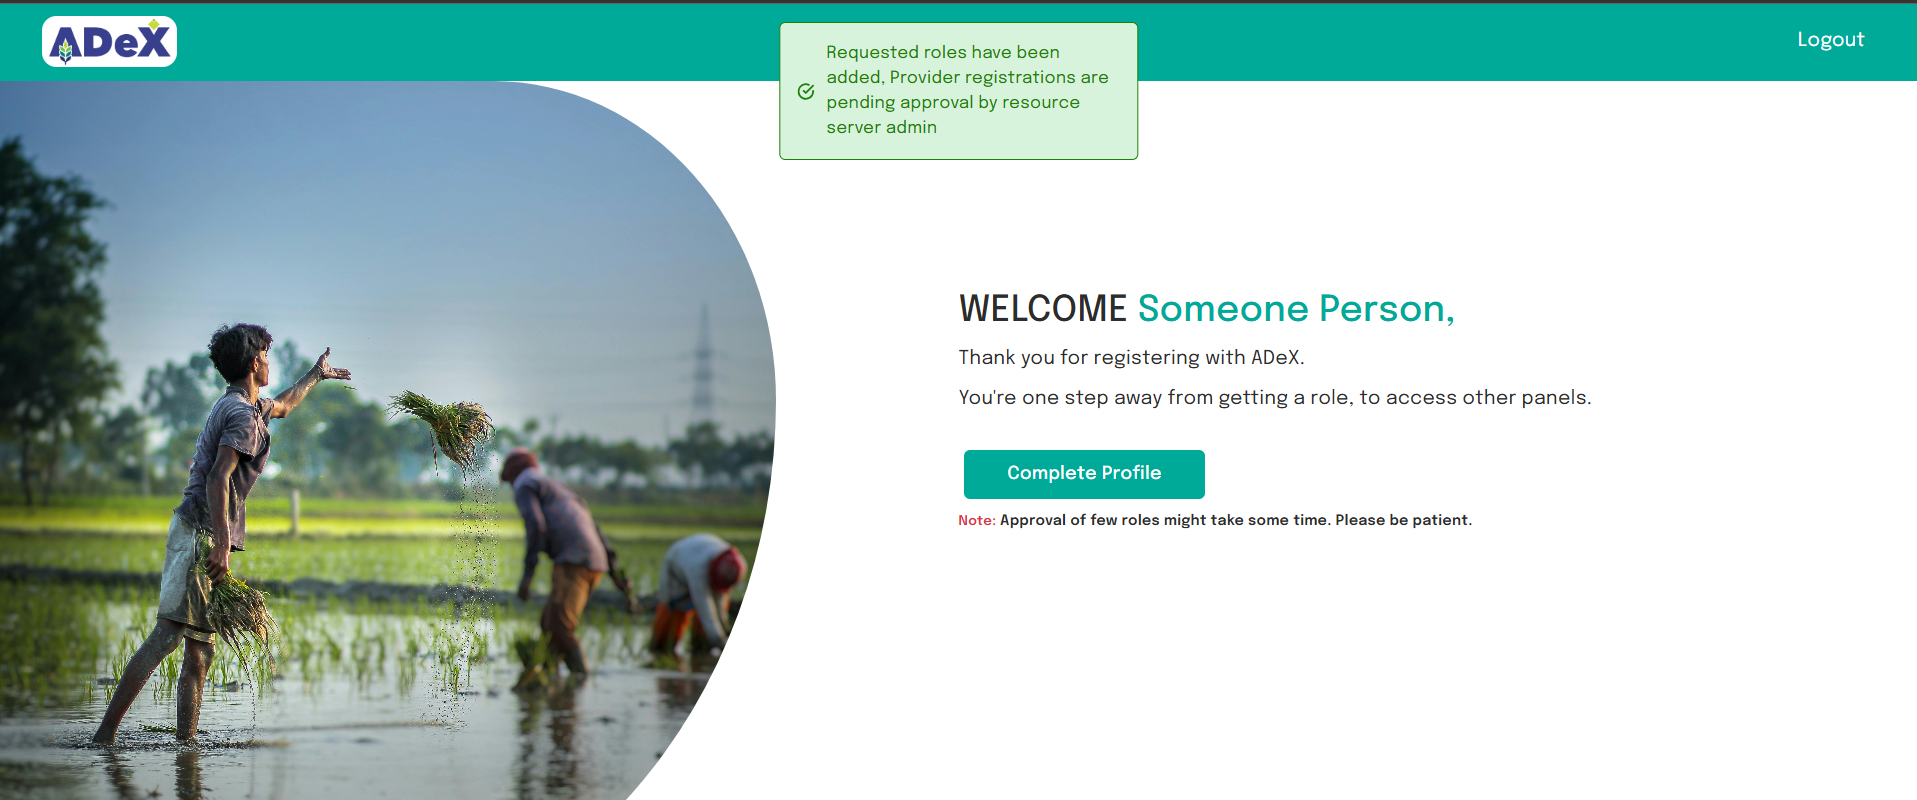 ADeX
Logout
Requested roles have been
added, Provider registrations are
pending approval by resource
server admin
WELCOME Someone Person,
Thank you for registering with ADeX.
You're one step away from getting a role, to access other panels.
Complete Profile
Note: Approval of few roles might take some time. Please be patient.